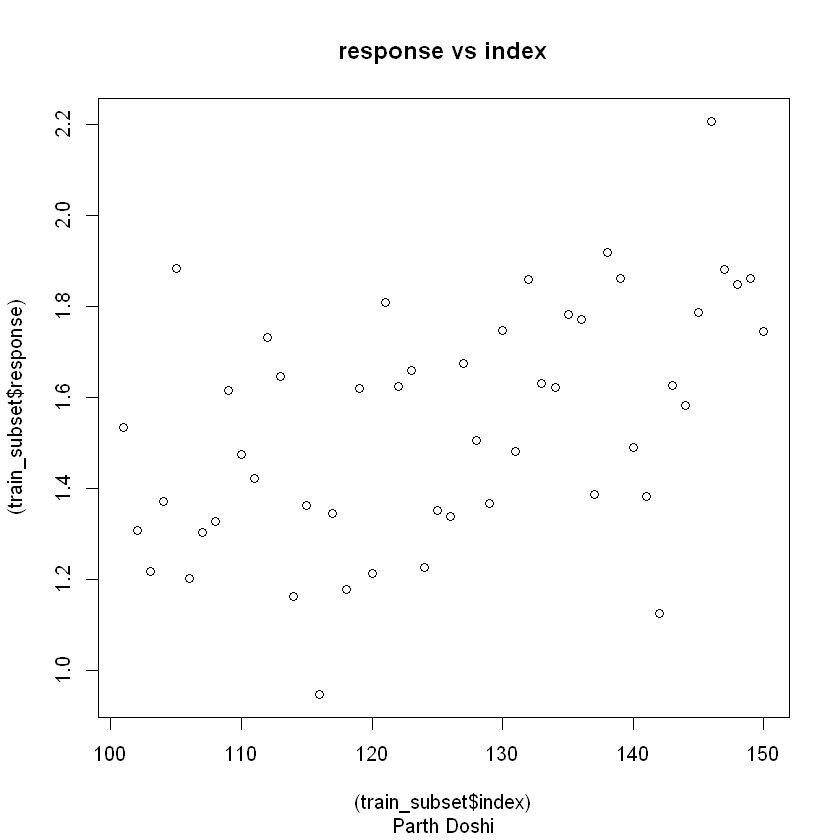 response vs index
(train_subset$response)
2.2
2.0
1.8
1.6
1.4
1.2
1.0
100 110 120 130 140 150
(train_subset$index)
Parth Doshi